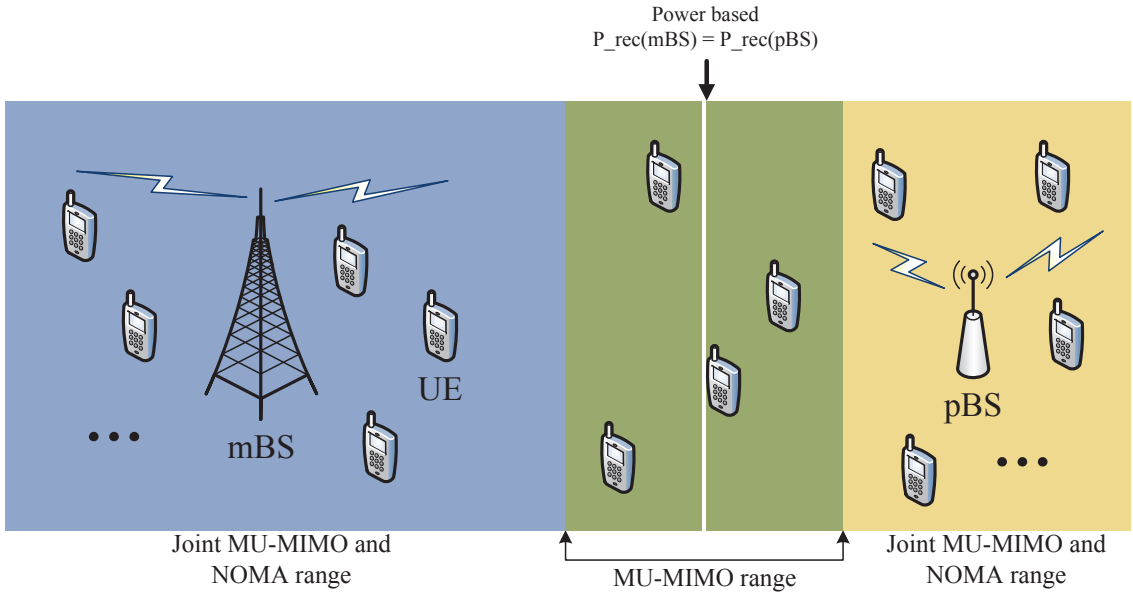 Power based
P_rec(mBS) = P_rec(pBS)
UE
mBS
pBS
Joint MU-MIMO and
NOMA range
MU-MIMO range
Joint MU-MIMO and
NOMA range